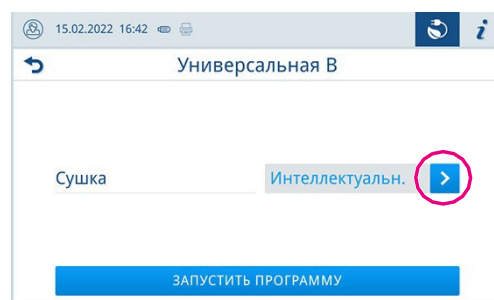 15.02.2022 16:42
i
Универсальная В
Сушка
Интеллектуальн.
ЗАПУСТИТЬ ПРОГРАММУ